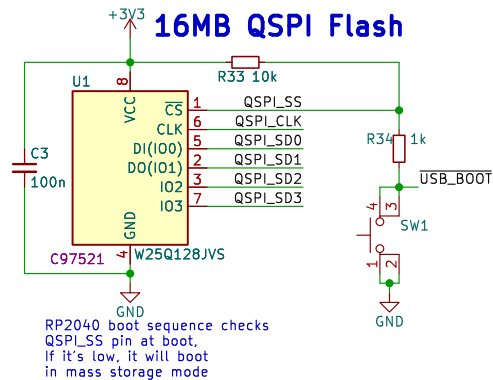 +3V3
16MB QSPI Flash
R33 10k
U1
8
VCC
CS
1
QSPI_SS
CLK
6
QSPI_CLK
DI(IO0)
5
QSPI_SD0
DO(IO1)
2
QSPI_SD1
IO2
3
QSPI_SD2
IO3
7
QSPI_SD3
GND
4
C3
100n
C97521
W25Q128JVS
GND
R34 1k
USB_BOOT
4
3
SW1
1
2
GND
RP2040 boot sequence checks
QSPI_SS pin at boot,
If it's low, it will boot
in mass storage mode